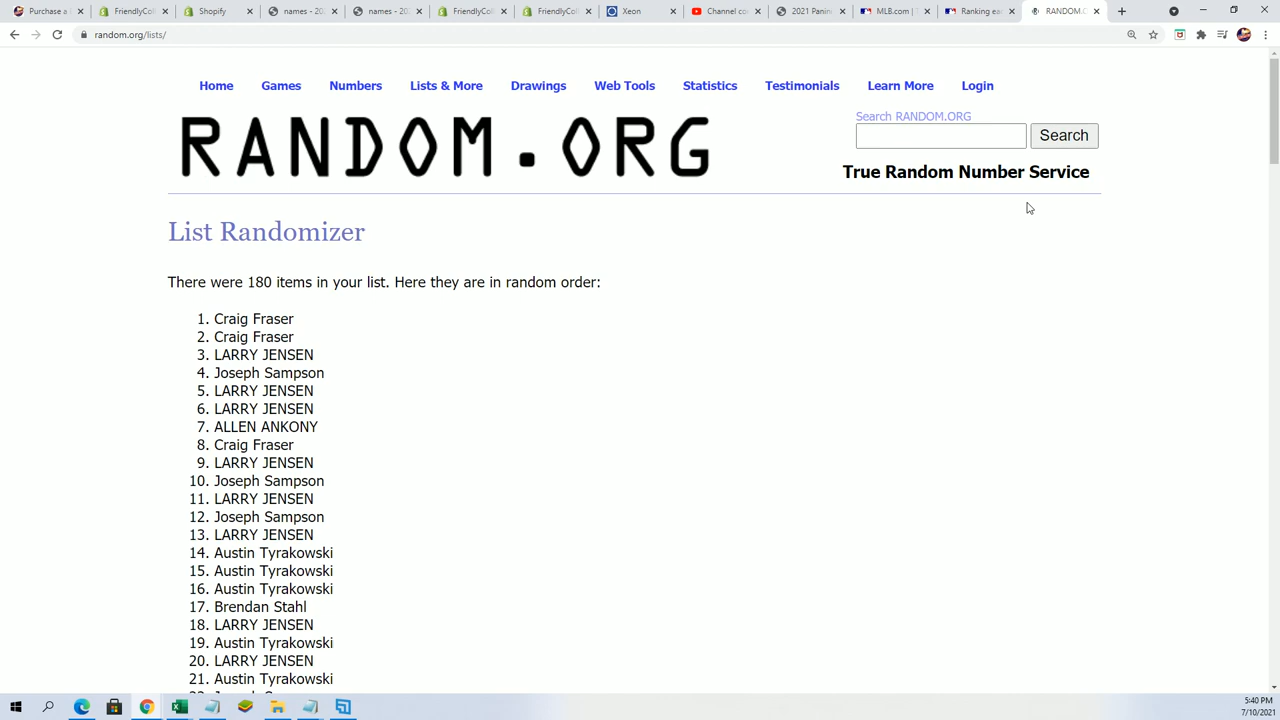 Purchase a
FriendlyColl
Shopify
names - 202
names - 202
FriendlyColl
FriendlyColl
Xeon
Channel co
2021 Panini
MLB.com | T
Ranking ea
RANDOM.O
random.org/lists/
Home Games Numbers Lists & More Drawings Web Tools Statistics Testimonials Learn More Login
RANDOM.ORG
Search RANDOM.ORG
Search
True Random Number Service
List Randomizer
There were 180 items in your list. Here they are in random order:
1. Craig Fraser
2. Craig Fraser
3. LARRY JENSEN
4. Joseph Sampson
5. LARRY JENSEN
6. LARRY JENSEN
7. ALLEN ANKONY
8. Craig Fraser
9. LARRY JENSEN
10. Joseph Sampson
11. LARRY JENSEN
12. Joseph Sampson
13. LARRY JENSEN
14. Austin Tyrakowski
15. Austin Tyrakowski
16. Austin Tyrakowski
17. Brendan Stahl
18. LARRY JENSEN
19. Austin Tyrakowski
20. LARRY JENSEN
21. Austin Tyrakowski
5:40 PM
7/10/2021